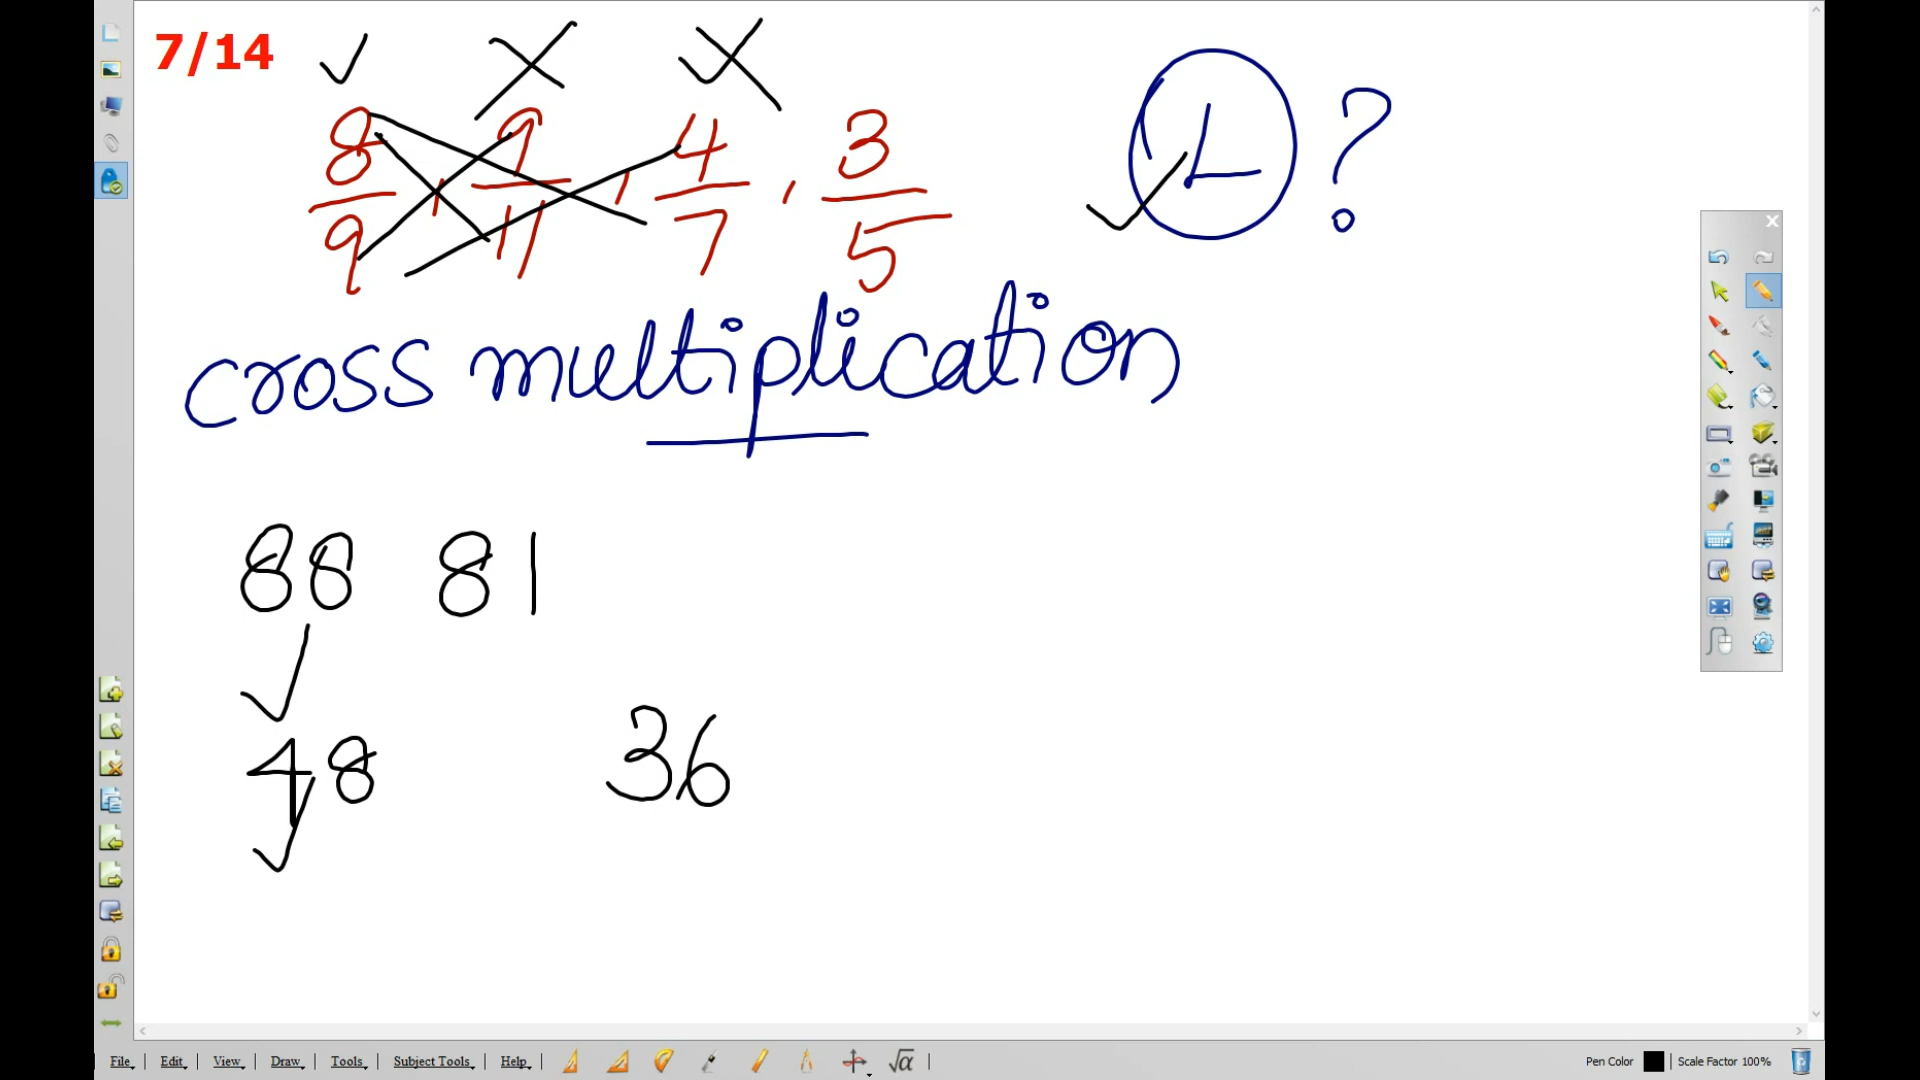 7/14
8/9 , 9/11 , 4/7 , 3/5 L ?
cross multiplication
88 81
48 36
File Edit View Draw Tools Subject Tools Help √α Pen Color Scale Factor 100%